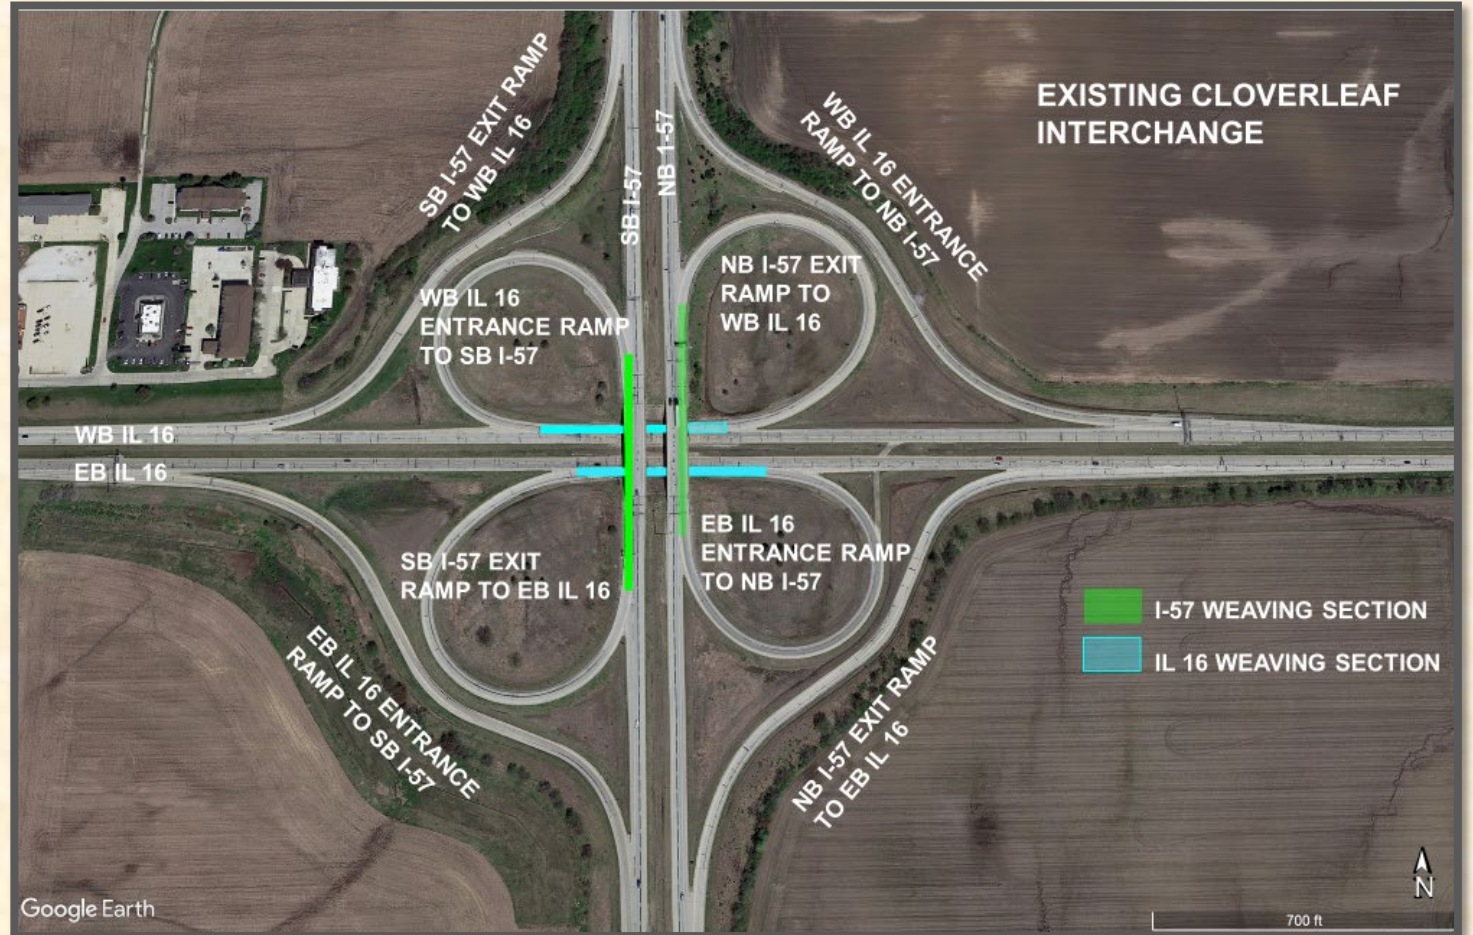 EXISTING CLOVERLEAF
INTERCHANGE
SB I-57 EXIT RAMP
TO WB IL 16
SB I-57
NB 1-57
WB IL 16 ENTRANCE
RAMP TO NB I-57
WB IL 16
ENTRANCE RAMP
TO SB I-57
NB I-57 EXIT
RAMP TO
WB IL 16
WB IL 16
EB IL 16
SB I-57 EXIT
RAMP TO EB IL 16
EB IL 16
ENTRANCE RAMP
TO NB I-57
EB IL 16 ENTRANCE
RAMP TO SB I-57
NB I-57 EXIT RAMP
TO EB IL 16
I-57 WEAVING SECTION
IL 16 WEAVING SECTION
N
Google Earth
700 ft